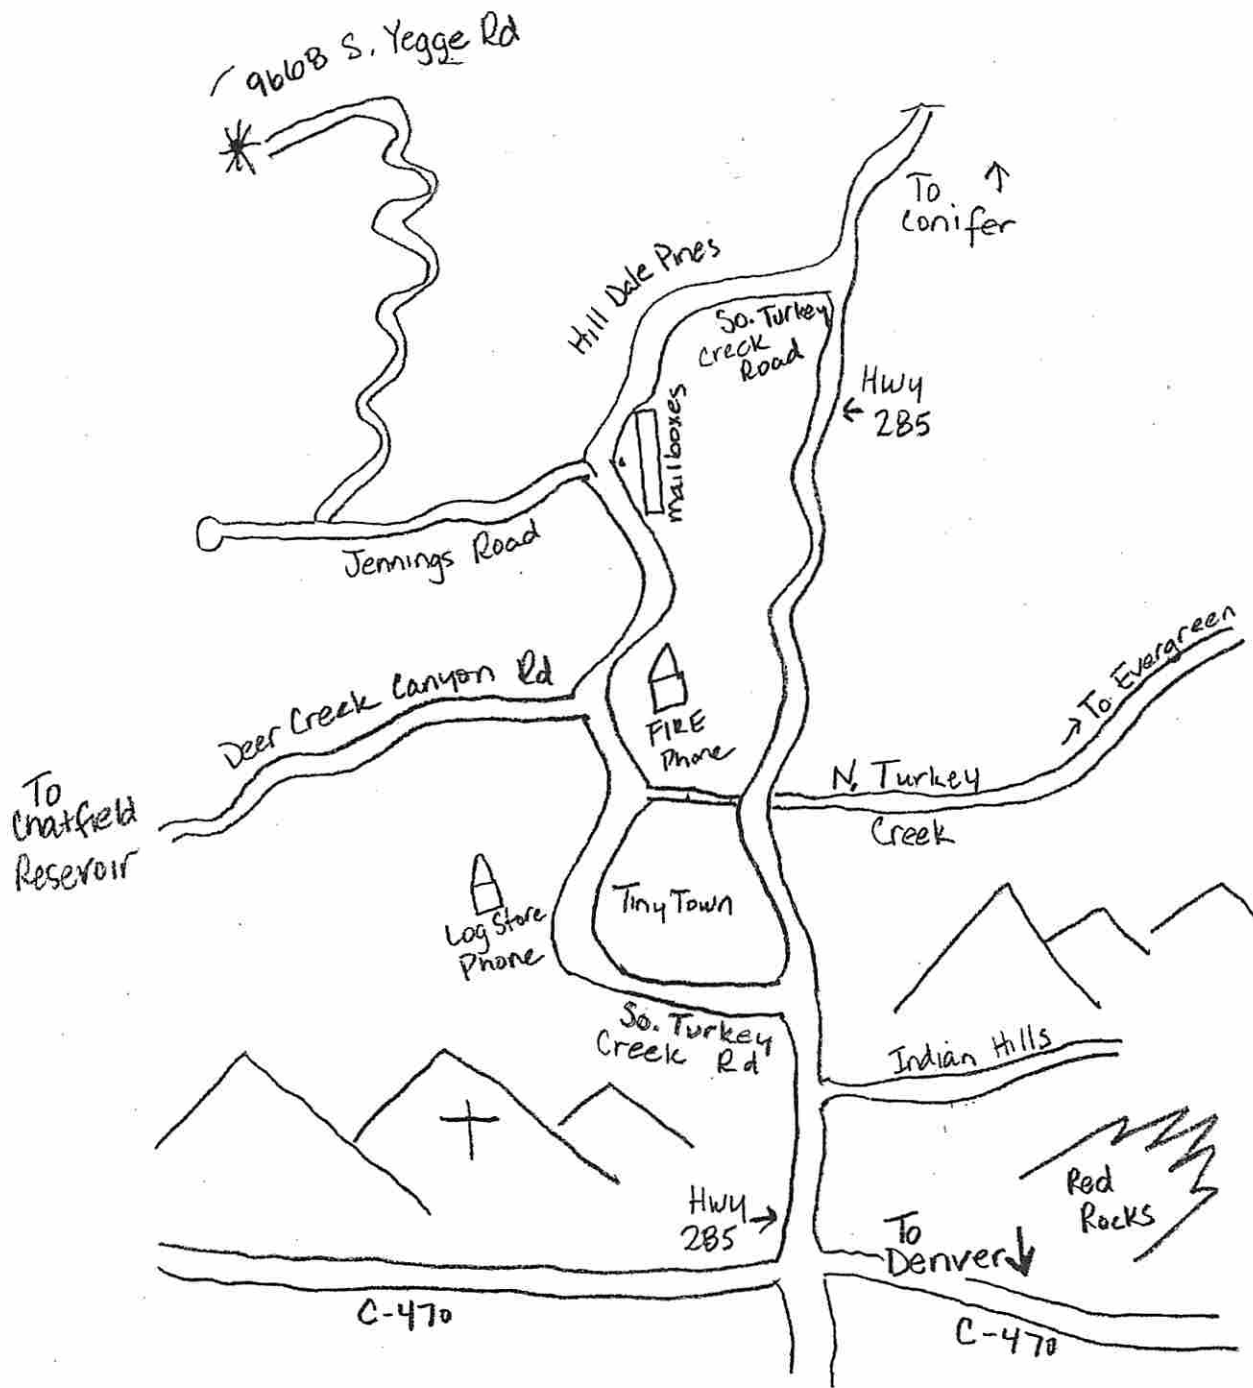 9668 S. Yegge Rd
To
Conifer
Hill Dale Pines
So. Turkey
Creek
Road
Hwy
285
mailboxes
Jennings Road
Deer Creek Canyon Rd
To Evergreen
FIRE
Phone
N. Turkey
Creek
To
Chatfield
Reservoir
Tiny Town
Log Store
Phone
So. Turkey
Creek Rd
Indian Hills
Red
Rocks
Hwy
285
To
Denver
C-470
C-470